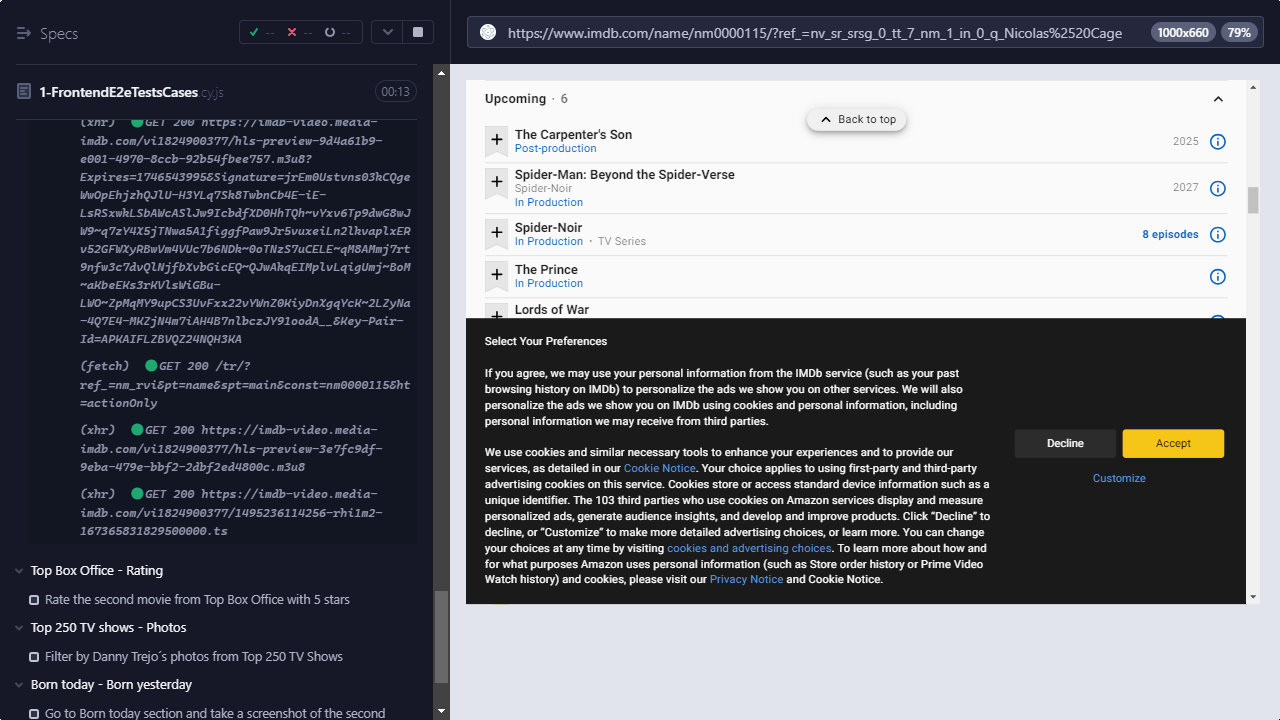 Specs
--
--
--
https://www.imdb.com/name/nm0000115/?ref_=nv_sr_srsg_0_tt_7_nm_1_in_0_q_Nicolas%2520Cage
1000x660
79%
1-FrontendE2eTestsCases.cy.js
00:13
(xhr) GET 200 https://imdb-video.media-
imdb.com/vi1824900377/hls-preview-9d4a61b9-
e001-4970-8ccb-92b54fbee757.m3u8?
Expires=1746543995&Signature=jrEm0Ustvns03kCQge
WwOpEhjzhQJlU-H3YLq7Sk8TwbnCb4E-iE-
LsRSxwkLSbAWcASlJw9IcbdfXD0HhTQh~vYxv6Tp9dwG8wJ
W9~q7zY4X5jTNwa5A1figgfPaw9Jr5vuxeiLn2lkvaplxER
v52GFWXyRBwVm4VUc7b6NDk~0oTNzS7uCELE~qM8AMmj7rt
9nfw3c7dvQlNjfbXvbGicEQ~QJwAkqEIMplvLqigUmj~BoM
~aKbeEKs3rKVlsWiGBu-
LWO~ZpMqMY9upCS3UvFxx22vYWnZ0KiyDnXgqYcK~2LZyNa
-4Q7E4-MKZjN4m7iAH4B7nlbczJY91oodA__&Key-Pair-
Id=APKAIFLZBVQZ24NQH3KA
(fetch) GET 200 /tr/?
ref_=nm_rvi&pt=name&spt=main&const=nm0000115&ht
=actionOnly
(xhr) GET 200 https://imdb-video.media-
imdb.com/vi1824900377/hls-preview-3e7fc9df-
9eba-479e-bbf2-2dbf2ed4800c.m3u8
(xhr) GET 200 https://imdb-video.media-
imdb.com/vi1824900377/1495236114256-rhi1m2-
167365831829500000.ts
Top Box Office - Rating
Rate the second movie from Top Box Office with 5 stars
Top 250 TV shows - Photos
Filter by Danny Trejo´s photos from Top 250 TV Shows
Born today - Born yesterday
Go to Born today section and take a screenshot of the second
Upcoming · 6
Back to top
The Carpenter's Son
Post-production
2025
Spider-Man: Beyond the Spider-Verse
Spider-Noir
In Production
2027
Spider-Noir
In Production · TV Series
8 episodes
The Prince
In Production
Lords of War
Select Your Preferences
If you agree, we may use your personal information from the IMDb service (such as your past
browsing history on IMDb) to personalize the ads we show you on other services. We will also
personalize the ads we show you on IMDb using cookies and personal information, including
personal information we may receive from third parties.
We use cookies and similar necessary tools to enhance your experiences and to provide our
services, as detailed in our Cookie Notice. Your choice applies to using first-party and third-party
advertising cookies on this service. Cookies store or access standard device information such as a
unique identifier. The 103 third parties who use cookies on Amazon services display and measure
personalized ads, generate audience insights, and develop and improve products. Click “Decline” to
decline, or “Customize” to make more detailed advertising choices, or learn more. You can change
your choices at any time by visiting cookies and advertising choices. To learn more about how and
for what purposes Amazon uses personal information (such as Store order history or Prime Video
Watch history) and cookies, please visit our Privacy Notice and Cookie Notice.
Decline
Accept
Customize